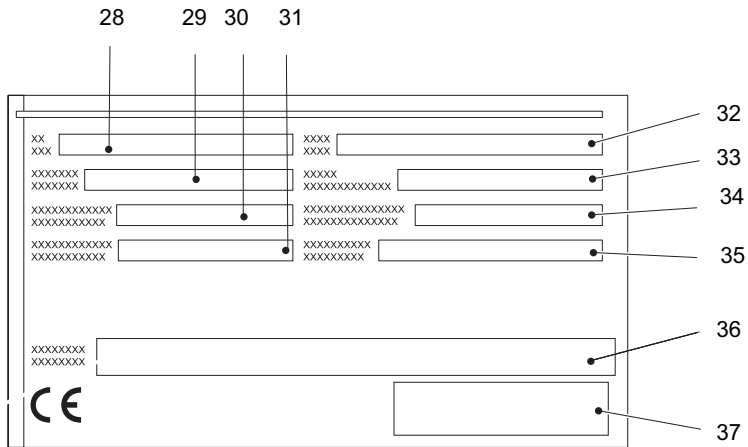 28 29 30 31
XX XXXX
XXX XXXX
32
XXXXXXX XXXXX
XXXXXXX XXXXXXXXXXXXX
33
XXXXXXXXXXXX XXXXXXXXXXXXXXX
XXXXXXXXXXX XXXXXXXXXXXXXX
34
XXXXXXXXXXXX XXXXXXXXXX
XXXXXXXXXXX XXXXXXXXX
35
XXXXXXXX
XXXXXXXX
36
CE
37